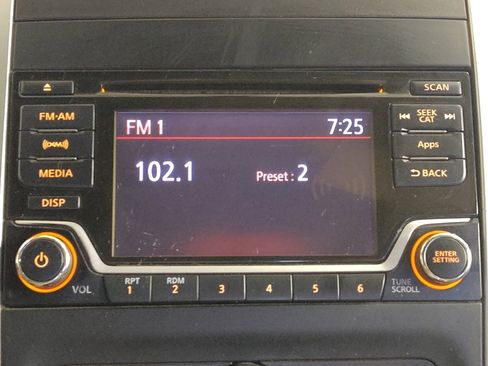 SCAN
FM·AM
FM 1 7:25
SEEK
CAT
((XM))
102.1 Preset : 2
Apps
MEDIA
BACK
DISP
ENTER
SETTING
VOL
RPT
1
RDM
2
3
4
5
6
TUNE
SCROLL